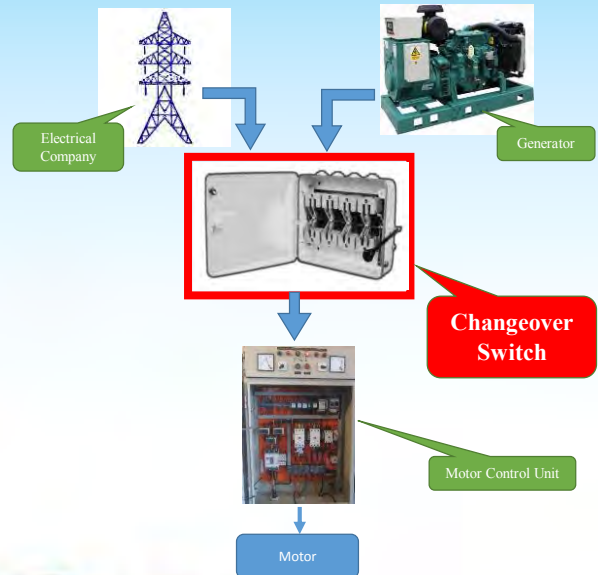 Electrical
Company
Generator
Changeover
Switch
Motor Control Unit
Motor